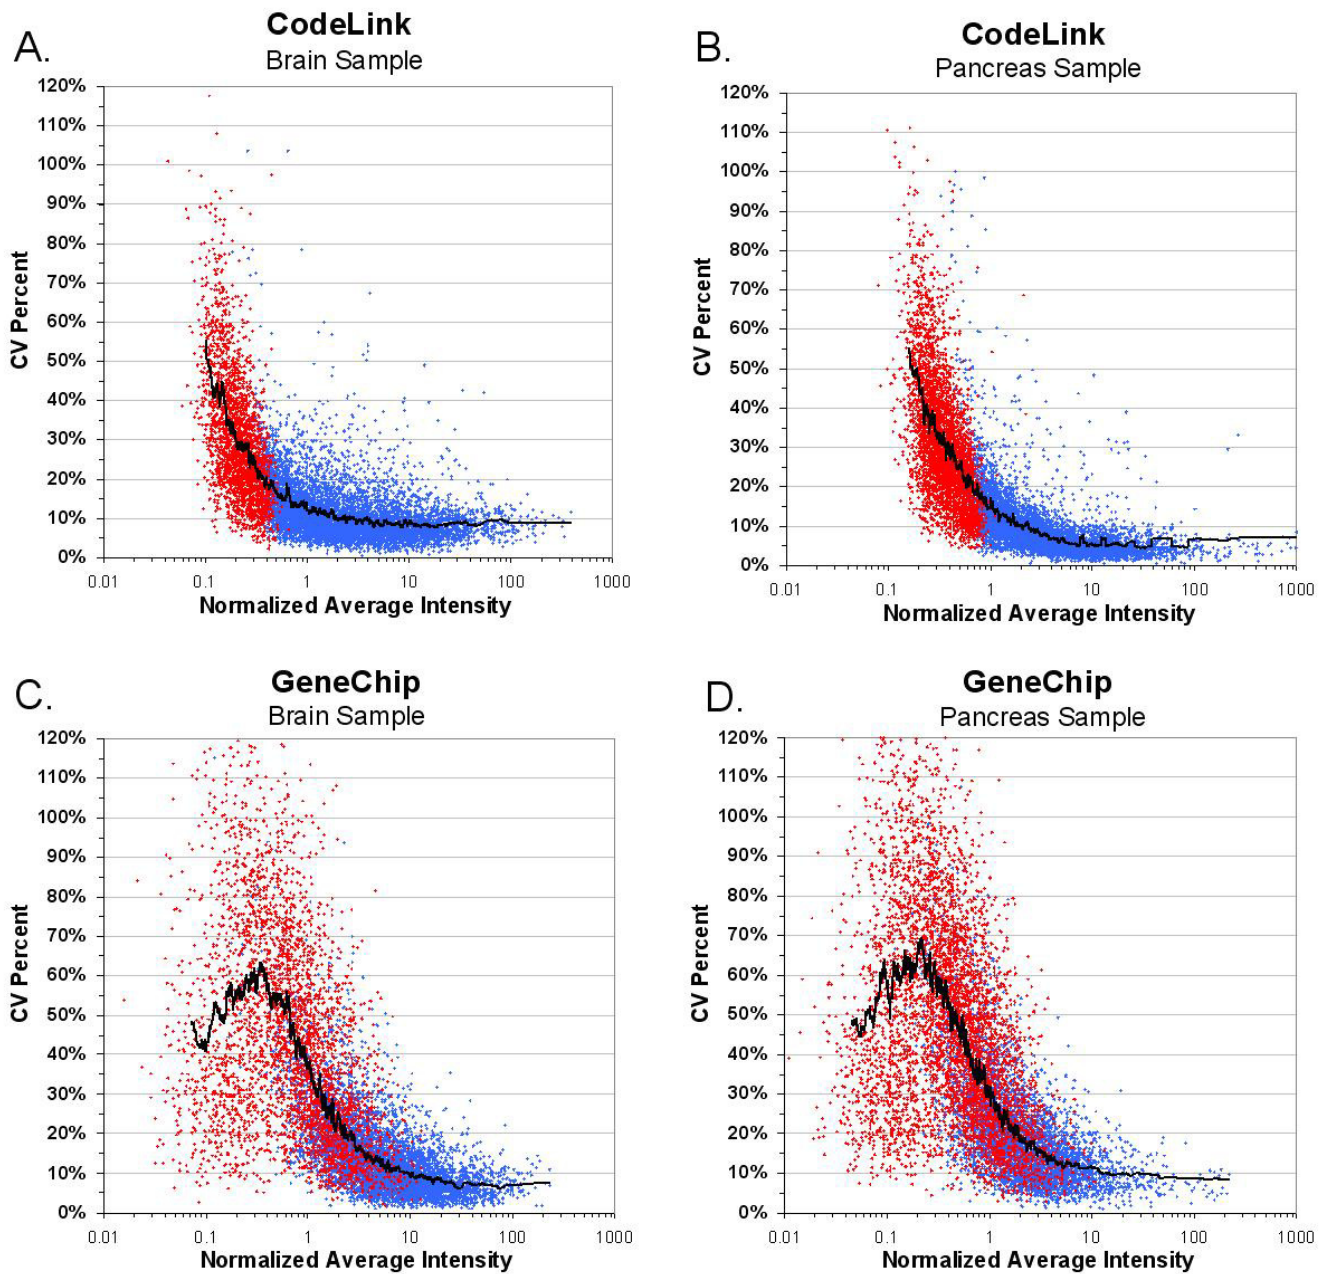 A.
CodeLink
Brain Sample
120%
110%
100%
90%
80%
70%
60%
50%
40%
30%
20%
10%
0%
CV Percent
0.01 0.1 1 10 100 1000
Normalized Average Intensity
B.
CodeLink
Pancreas Sample
120%
110%
100%
90%
80%
70%
60%
50%
40%
30%
20%
10%
0%
CV Percent
0.01 0.1 1 10 100 1000
Normalized Average Intensity
C.
GeneChip
Brain Sample
120%
110%
100%
90%
80%
70%
60%
50%
40%
30%
20%
10%
0%
CV Percent
0.01 0.1 1 10 100 1000
Normalized Average Intensity
D.
GeneChip
Pancreas Sample
120%
110%
100%
90%
80%
70%
60%
50%
40%
30%
20%
10%
0%
CV Percent
0.01 0.1 1 10 100 1000
Normalized Average Intensity